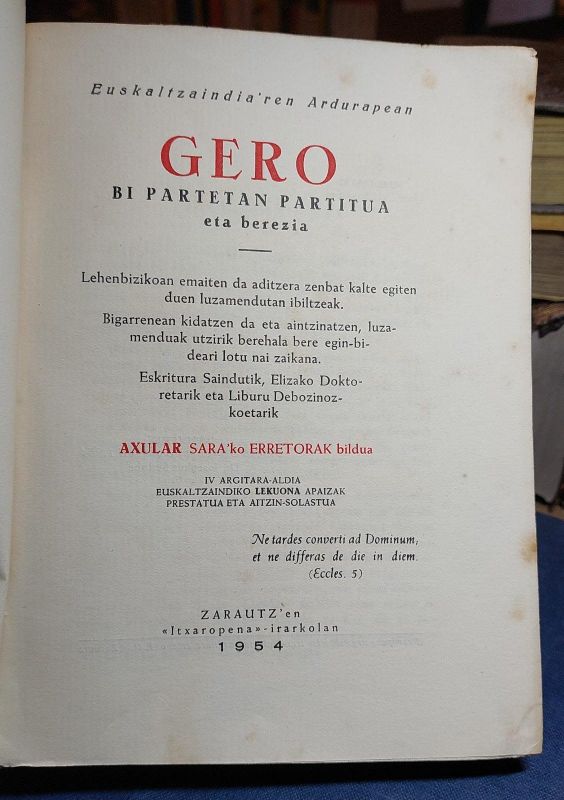 Euskaltzaindia'ren Ardurapean
GERO
BI PARTETAN PARTITUA
eta berezia
Lehenbizikoan emaiten da aditzera zenbat kalte egiten
duen luzamendutan ibiltzeak.
Bigarrenean kidatzen da eta aintzinatzen, luza-
menduak utzirik berehala bere egin-bi-
deari lotu nai zaikana.
Eskritura Saindutik, Elizako Dokto-
retarik eta Liburu Debozinoz-
koetarik
AXULAR SARA'ko ERRETORAK bildua
IV ARGITARA-ALDIA
EUSKALTZAINDIKO LEKUONA APAIZAK
PRESTATUA ETA AITZIN-SOLASTUA
Ne tardes converti ad Dominum,
et ne differas de die in diem.
(Eccles. 5)
ZARAUTZ'en
«Itxaropena»-irarkolan
1954